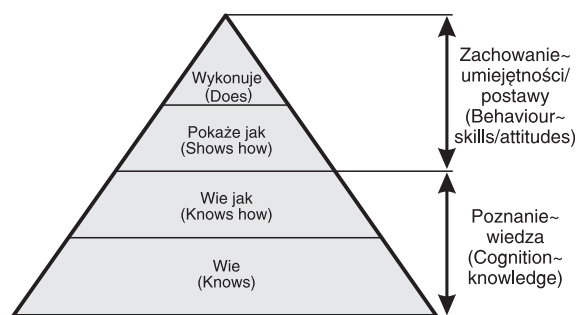 Wykonuje
(Does)
Pokaże jak
(Shows how)
Wie jak
(Knows how)
Wie
(Knows)
Zachowanie~
umiejętności/
postawy
(Behaviour~
skills/attitudes)
Poznanie~
wiedza
(Cognition~
knowledge)